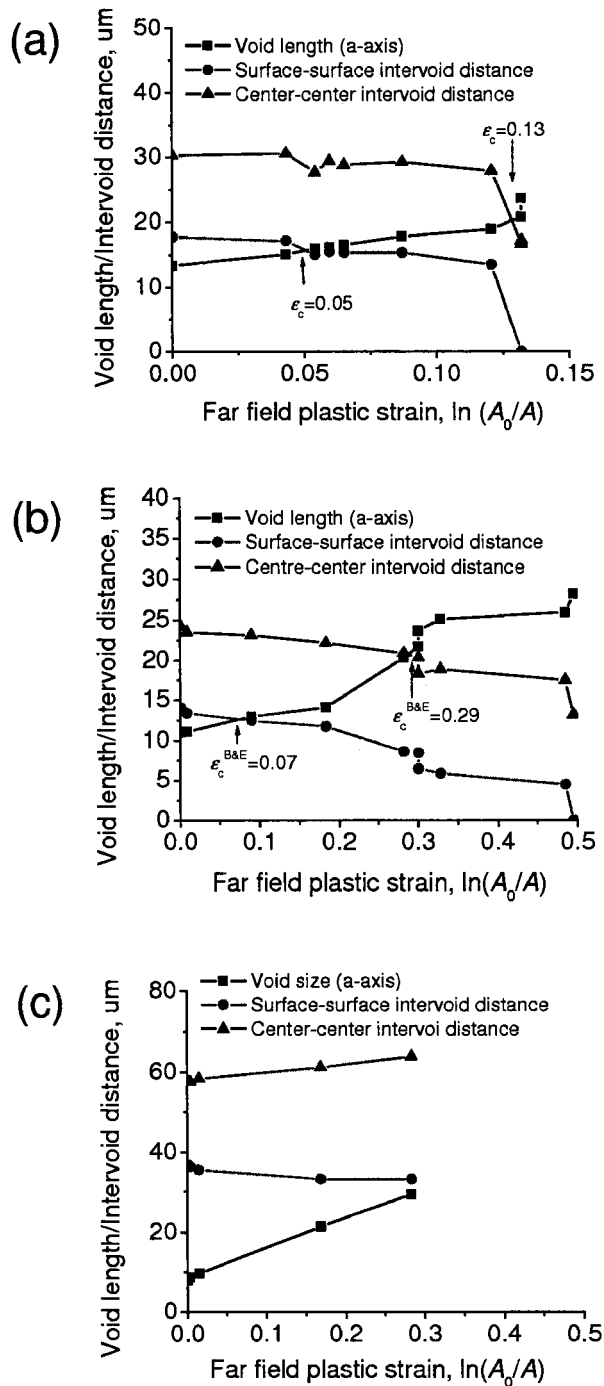 (a)
Void length (a-axis)
Surface-surface intervoid distance
Center-center intervoid distance
Void length/Intervoid distance, um
50
40
30
20
10
0
εc=0.13
εc=0.05
0.00 0.05 0.10 0.15
Far field plastic strain, ln (A0/A)
(b)
Void length (a-axis)
Surface-surface intervoid distance
Centre-center intervoid distance
Void length/Intervoid distance, um
40
35
30
25
20
15
10
5
0
εcB&E=0.29
εcB&E=0.07
0.0 0.1 0.2 0.3 0.4 0.5
Far field plastic strain, ln(A0/A)
(c)
Void size (a-axis)
Surface-surface intervoid distance
Center-center intervoi distance
Void length/Intervoid distance, um
80
60
40
20
0
0.0 0.1 0.2 0.3 0.4 0.5
Far field plastic strain, ln(A0/A)